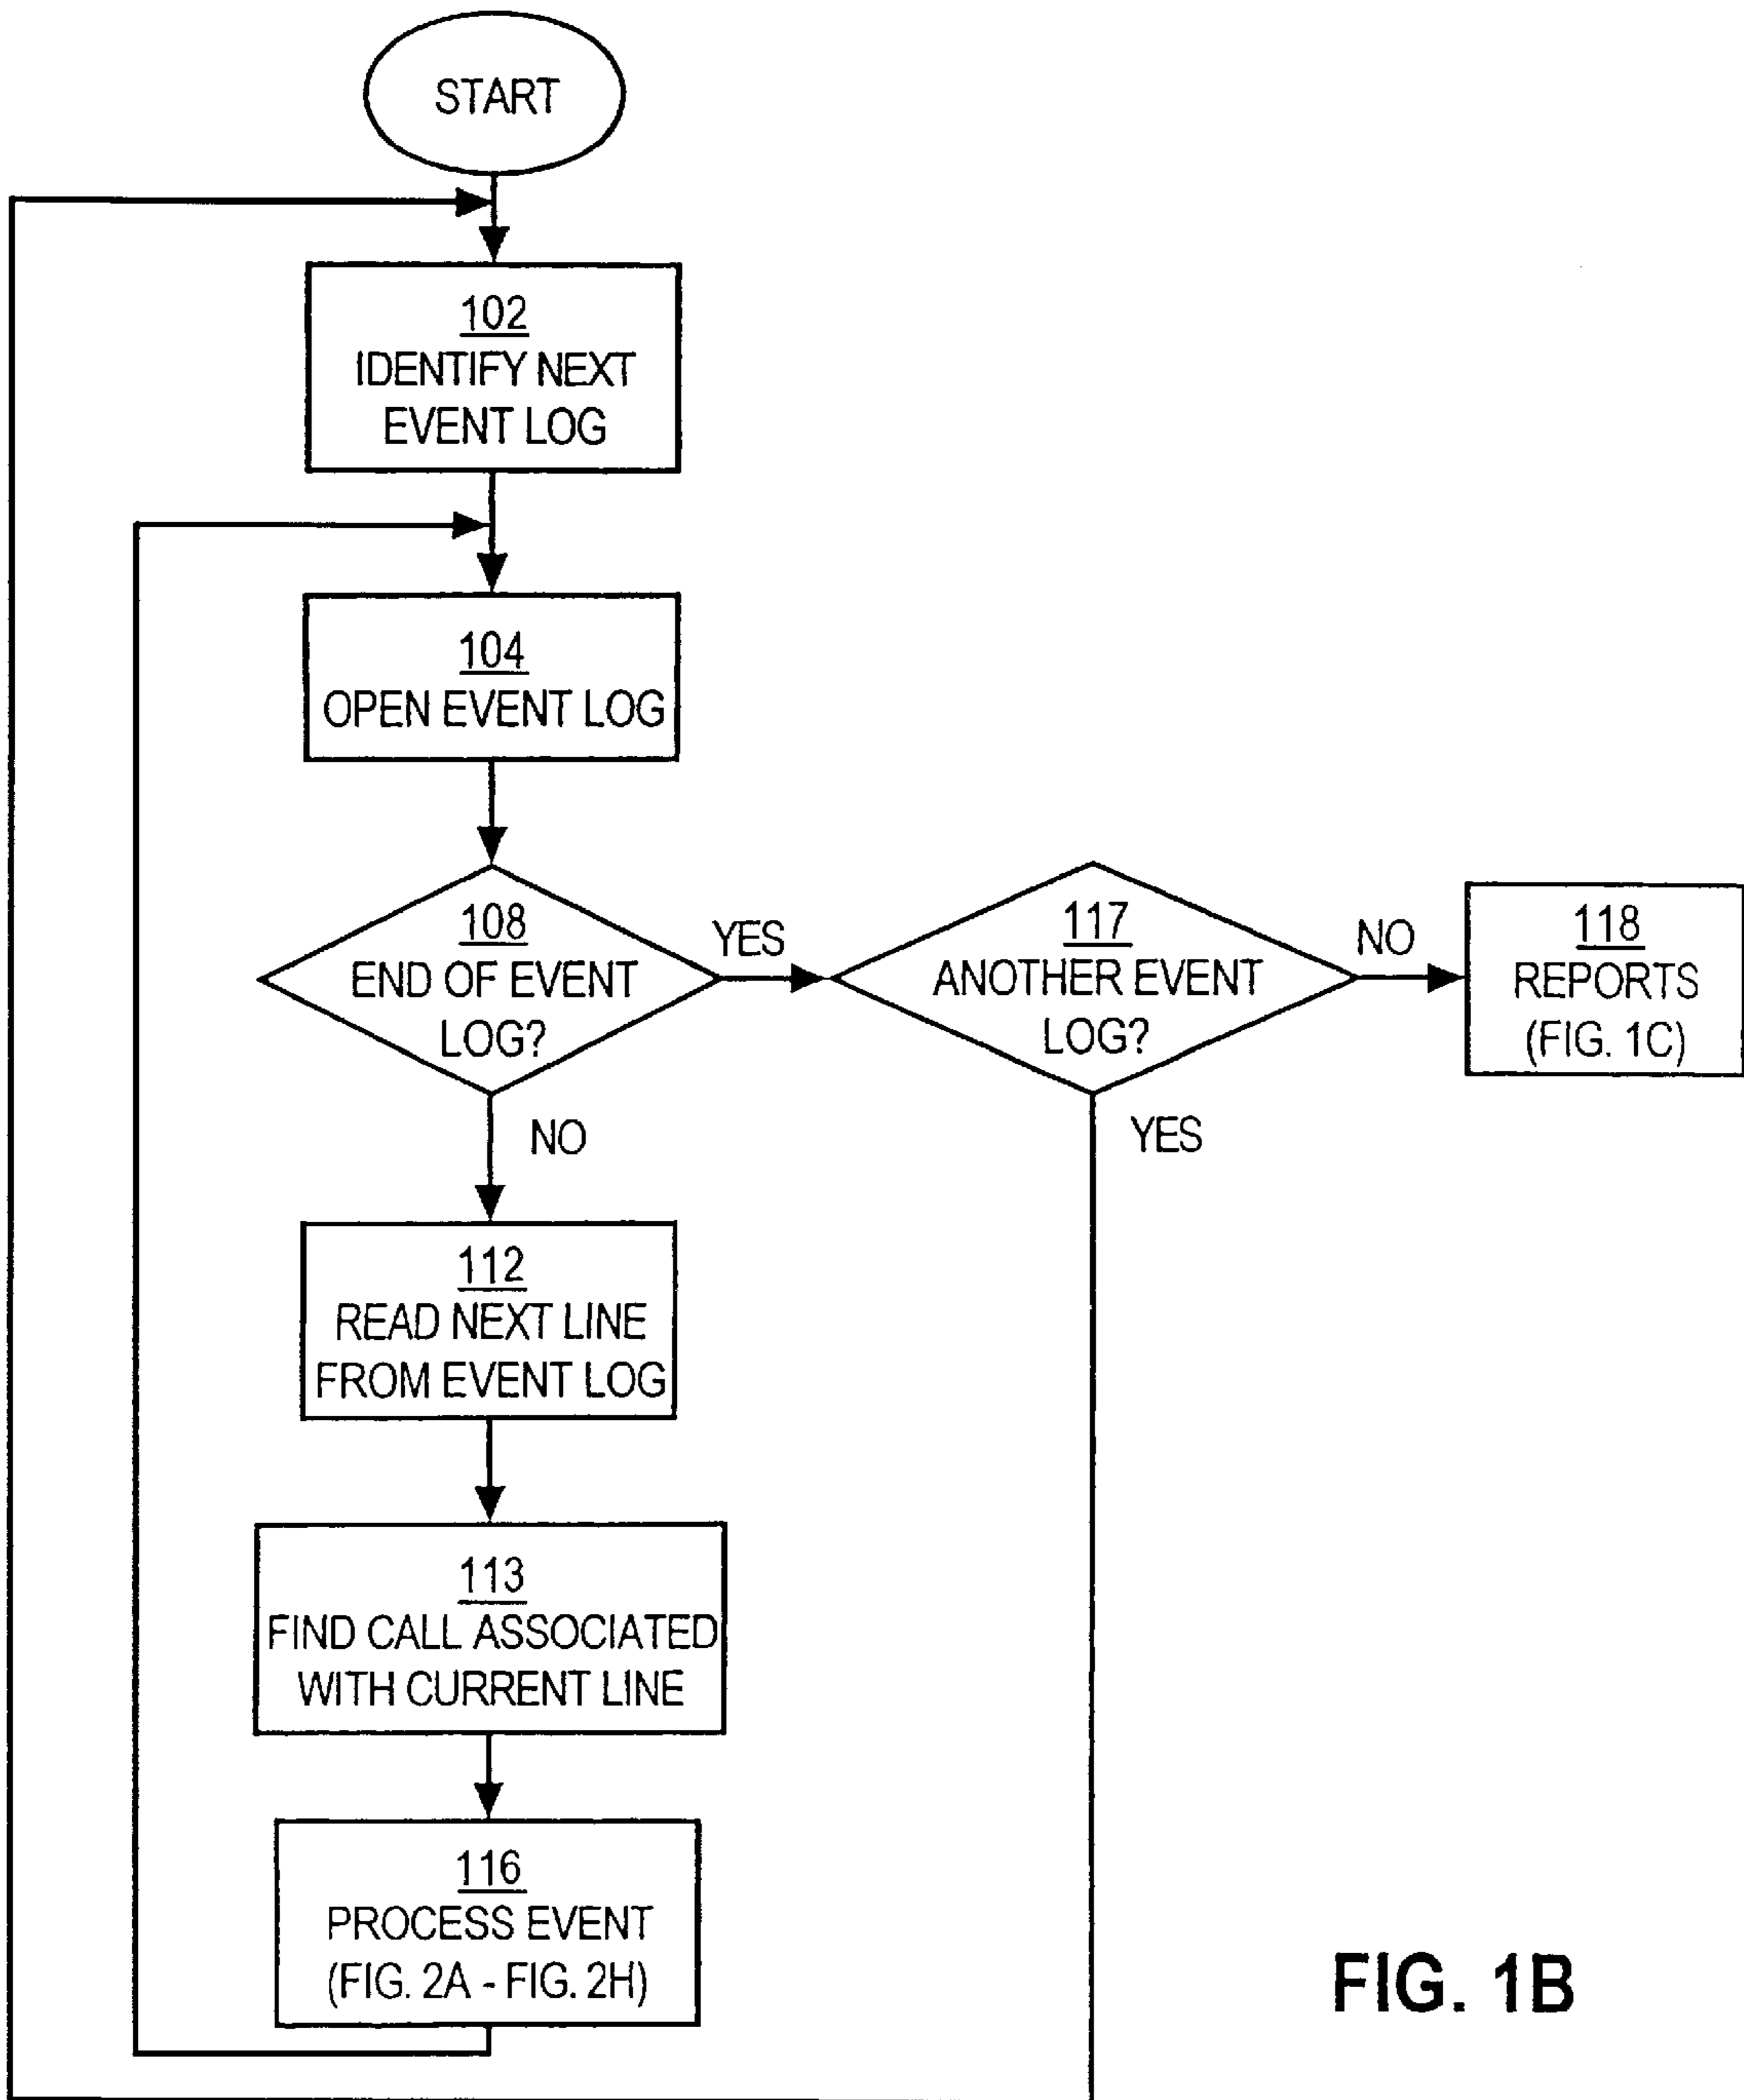 START
102
IDENTIFY NEXT
EVENT LOG
104
OPEN EVENT LOG
108
END OF EVENT
LOG?
YES
117
ANOTHER EVENT
LOG?
NO
118
REPORTS
(FIG. 1C)
NO
YES
112
READ NEXT LINE
FROM EVENT LOG
113
FIND CALL ASSOCIATED
WITH CURRENT LINE
116
PROCESS EVENT
(FIG. 2A - FIG. 2H)
FIG. 1B